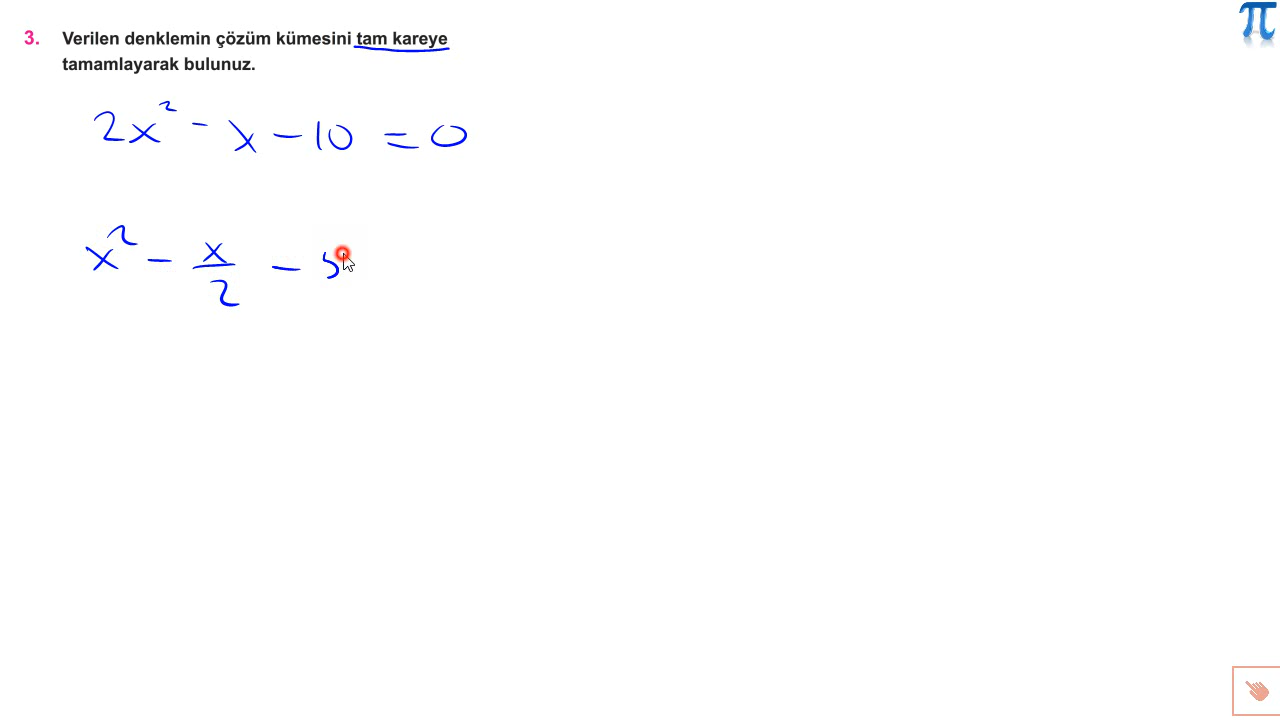 3. Verilen denklemin çözüm kümesini tam kareye
tamamlayarak bulunuz.
2x² - x - 10 = 0
x² - x/2 - 5
π